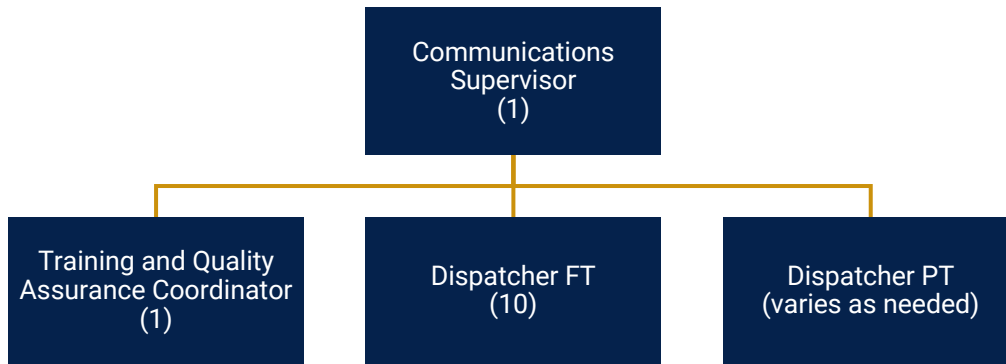 Communications
Supervisor
(1)
Training and Quality
Assurance Coordinator
(1)
Dispatcher FT
(10)
Dispatcher PT
(varies as needed)